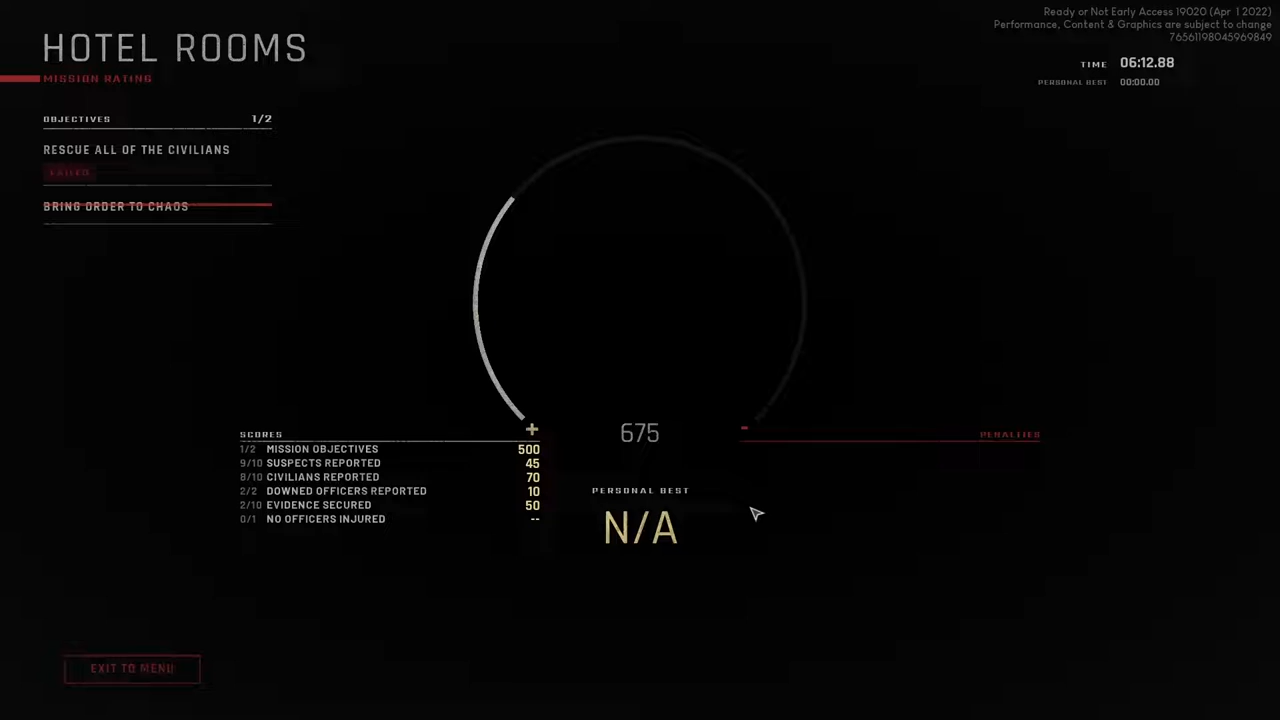 HOTEL ROOMS
MISSION RATING
Ready or Not Early Access 19020 (Apr 1 2022)
Performance, Content & Graphics are subject to change
76561198045969849
TIME 06:12.88
PERSONAL BEST 00:00.00
OBJECTIVES 1/2
RESCUE ALL OF THE CIVILIANS
FAILED
BRING ORDER TO CHAOS
675
SCORES +
1/2 MISSION OBJECTIVES 500
9/10 SUSPECTS REPORTED 45
8/10 CIVILIANS REPORTED 70
2/2 DOWNED OFFICERS REPORTED 10
2/10 EVIDENCE SECURED 50
0/1 NO OFFICERS INJURED --
- PENALTIES
PERSONAL BEST
N/A
EXIT TO MENU